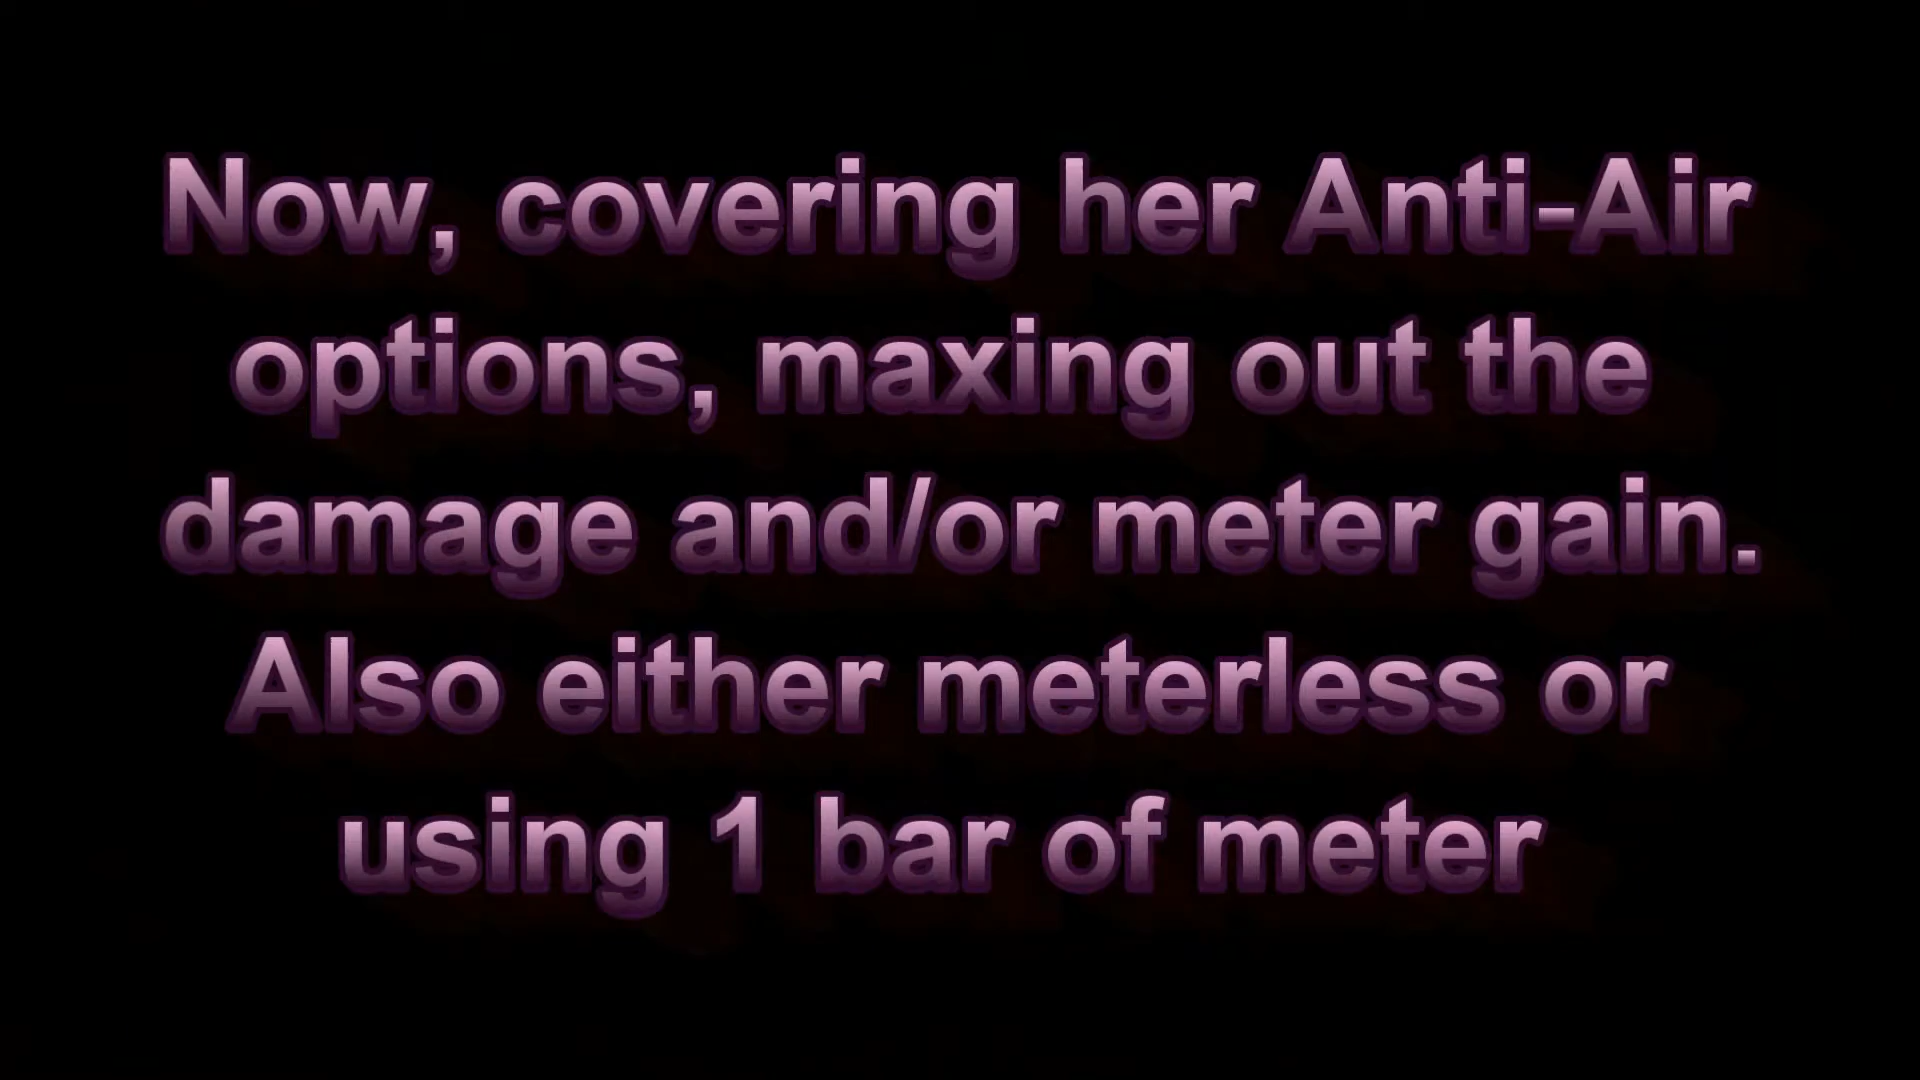 Now, covering her Anti-Air
options, maxing out the
damage and/or meter gain.
Also either meterless or
using 1 bar of meter